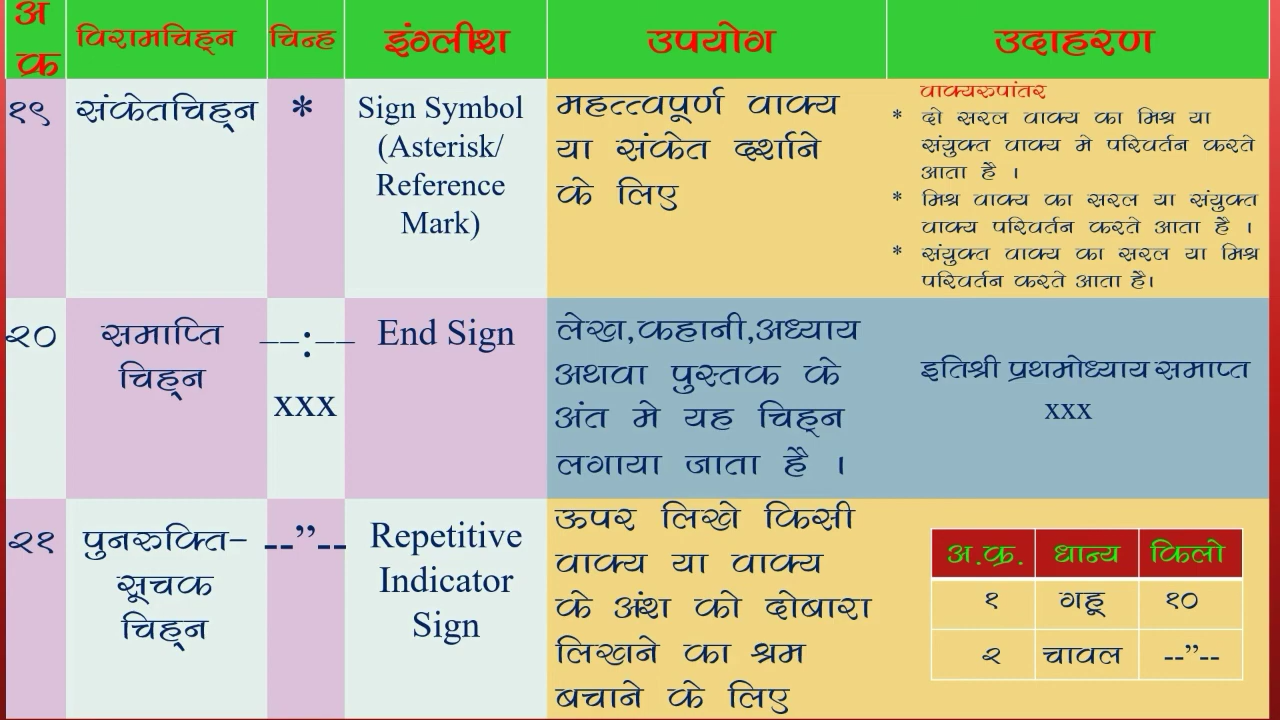 अ
क्र
विरामचिह्न
चिन्ह
इंग्लीश
उपयोग
उदाहरण
१९
संकेतचिह्न
*
Sign Symbol
(Asterisk/
Reference
Mark)
महत्त्वपूर्ण वाक्य
या संकेत दर्शाने
के लिए
वाक्यरुपांतर
* दो सरल वाक्य का मिश्र या
संयुक्त वाक्य मे परिवर्तन करते
आता है ।
* मिश्र वाक्य का सरल या संयुक्त
वाक्य परिवर्तन करते आता है ।
* संयुक्त वाक्य का सरल या मिश्र
परिवर्तन करते आता है।
२०
समाप्ति
चिह्न
––:––
xxx
End Sign
लेख,कहानी,अध्याय
अथवा पुस्तक के
अंत मे यह चिह्न
लगाया जाता है ।
इतिश्री प्रथमोध्याय समाप्त
xxx
२१
पुनरुक्ति-
सूचक
चिह्न
--”--
Repetitive
Indicator
Sign
ऊपर लिखे किसी
वाक्य या वाक्य
के अंश को दोबारा
लिखने का श्रम
बचाने के लिए
अ.क्र. धान्य किलो
१ गहू १०
२ चावल --”--